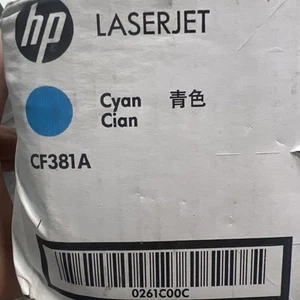 hp LASERJET
Cyan 青色
Cian
CF381A
0261C00C